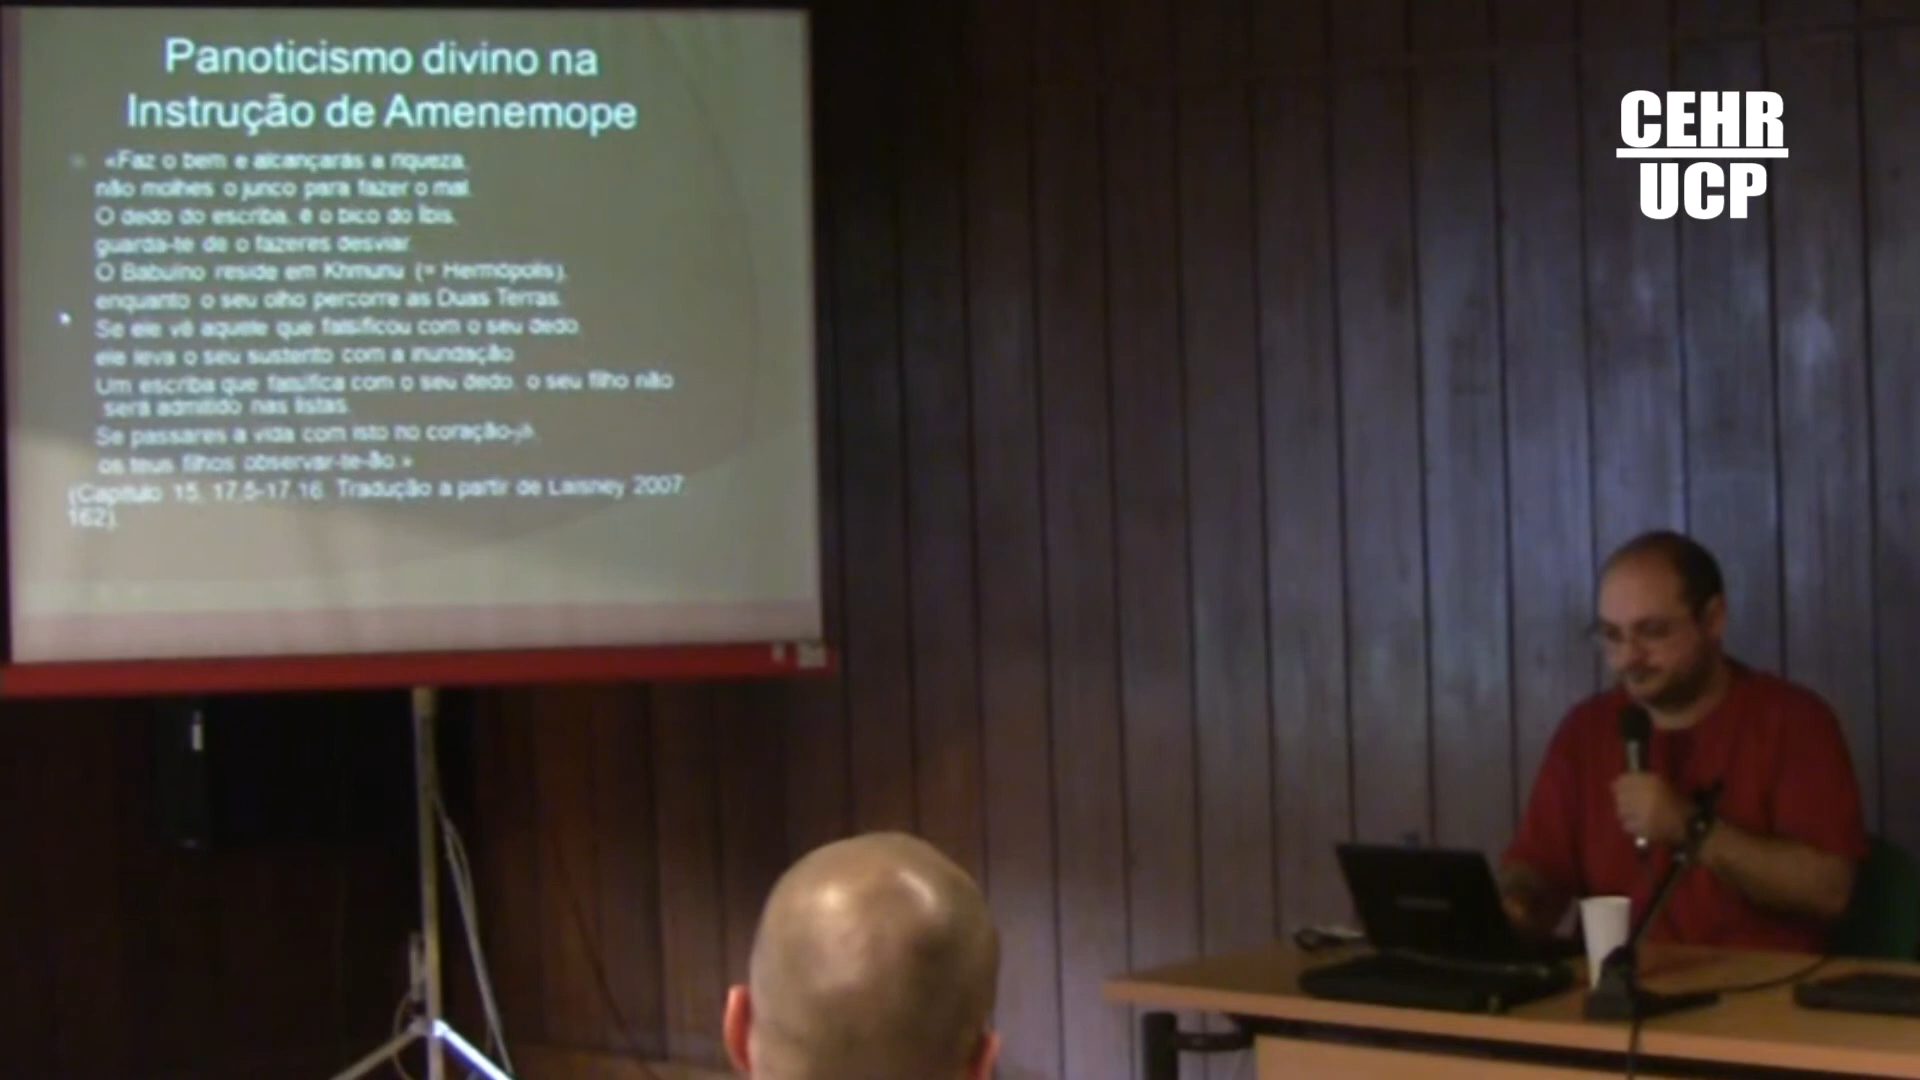 Panoticismo divino na
Instrução de Amenemope
«Faz o bem e alcançarás a riqueza,
não molhes o junco para fazer o mal.
O dedo do escriba, é o bico do Íbis,
guarda-te de o fazeres desviar.
O Babuíno reside em Khmunu (= Hermópolis),
enquanto o seu olho percorre as Duas Terras.
Se ele vê aquele que falsificou com o seu dedo,
ele leva o seu sustento com a inundação.
Um escriba que falsifica com o seu dedo, o seu filho não
será admitido nas listas.
Se passares a vida com isto no coração-
os teus filhos observar-te-ão.»
(Capítulo 15, 17.5-17.16. Tradução a partir de Laisney 2007:
162).
CEHR
UCP